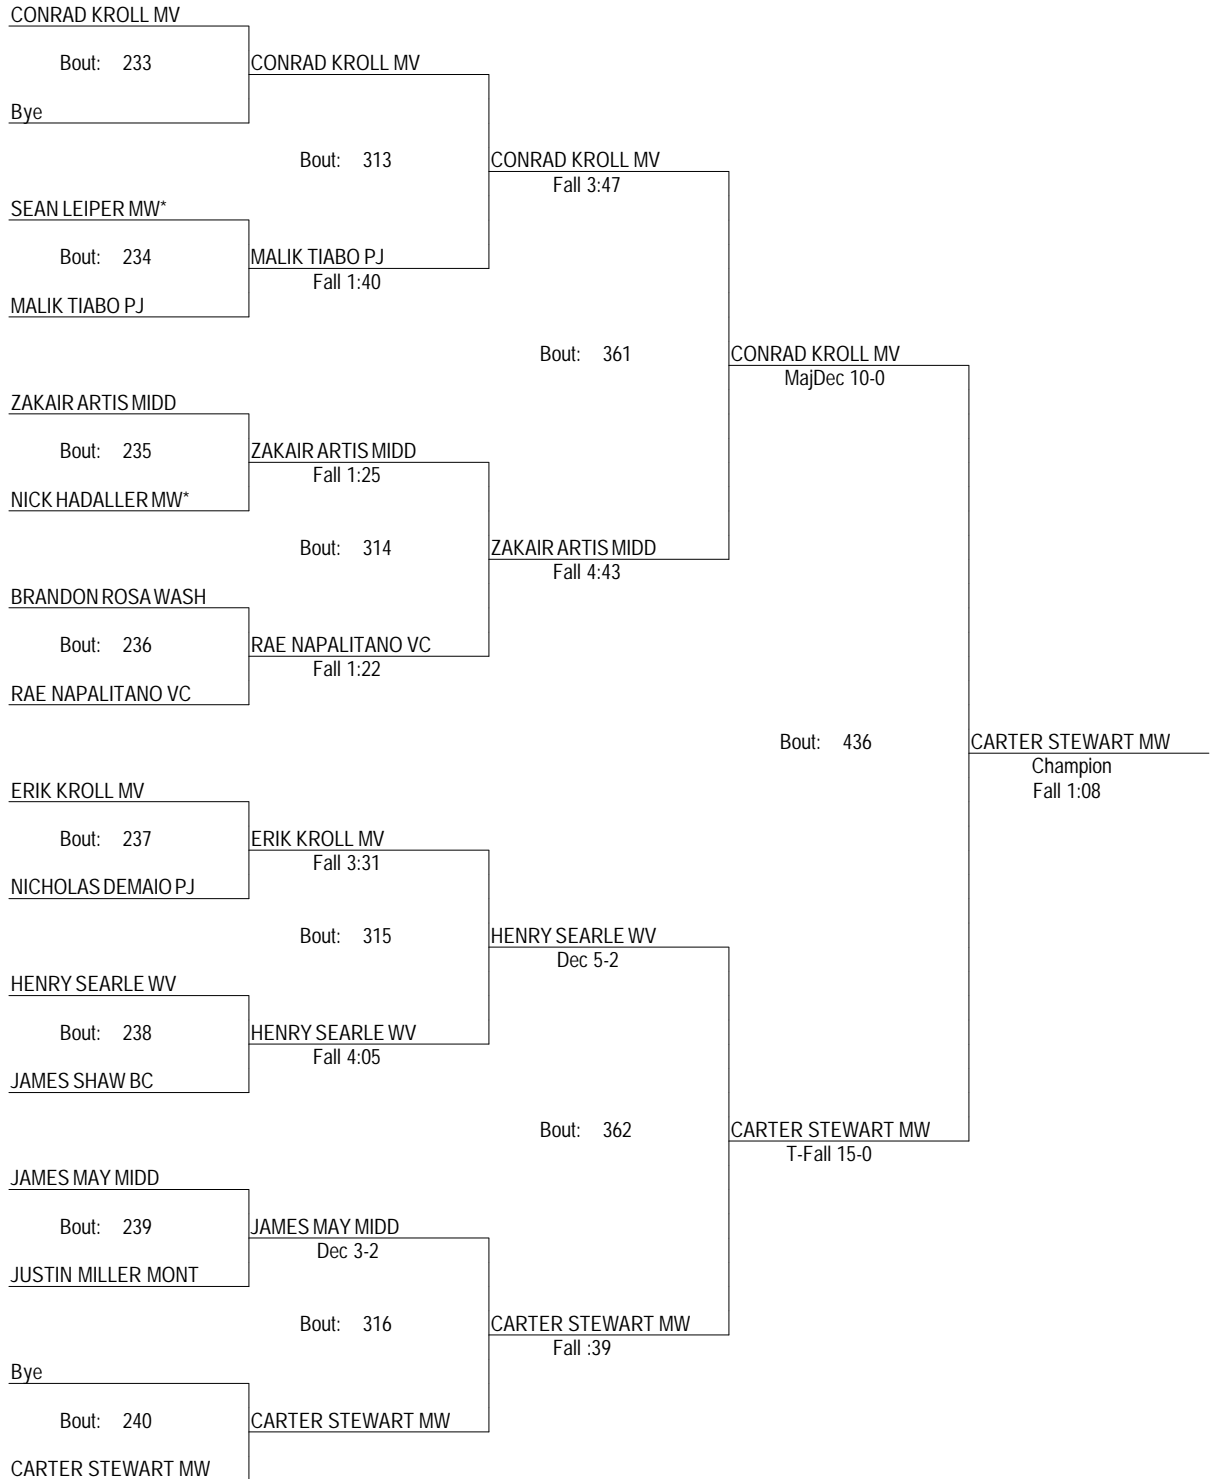 CONRAD KROLL MV
Bout: 233 CONRAD KROLL MV
Bye
Bout: 313 CONRAD KROLL MV
Fall 3:47
SEAN LEIPER MW*
Bout: 234 MALIK TIABO PJ
Fall 1:40
MALIK TIABO PJ
Bout: 361 CONRAD KROLL MV
MajDec 10-0
ZAKAIR ARTIS MIDD
Bout: 235 ZAKAIR ARTIS MIDD
Fall 1:25
NICK HADALLER MW*
Bout: 314 ZAKAIR ARTIS MIDD
Fall 4:43
BRANDON ROSA WASH
Bout: 236 RAE NAPALITANO VC
Fall 1:22
RAE NAPALITANO VC
Bout: 436 CARTER STEWART MW
Champion
Fall 1:08
ERIK KROLL MV
Bout: 237 ERIK KROLL MV
Fall 3:31
NICHOLAS DEMAIO PJ
Bout: 315 HENRY SEARLE WV
Dec 5-2
HENRY SEARLE WV
Bout: 238 HENRY SEARLE WV
Fall 4:05
JAMES SHAW BC
Bout: 362 CARTER STEWART MW
T-Fall 15-0
JAMES MAY MIDD
Bout: 239 JAMES MAY MIDD
Dec 3-2
JUSTIN MILLER MONT
Bout: 316 CARTER STEWART MW
Fall :39
Bye
Bout: 240 CARTER STEWART MW
CARTER STEWART MW